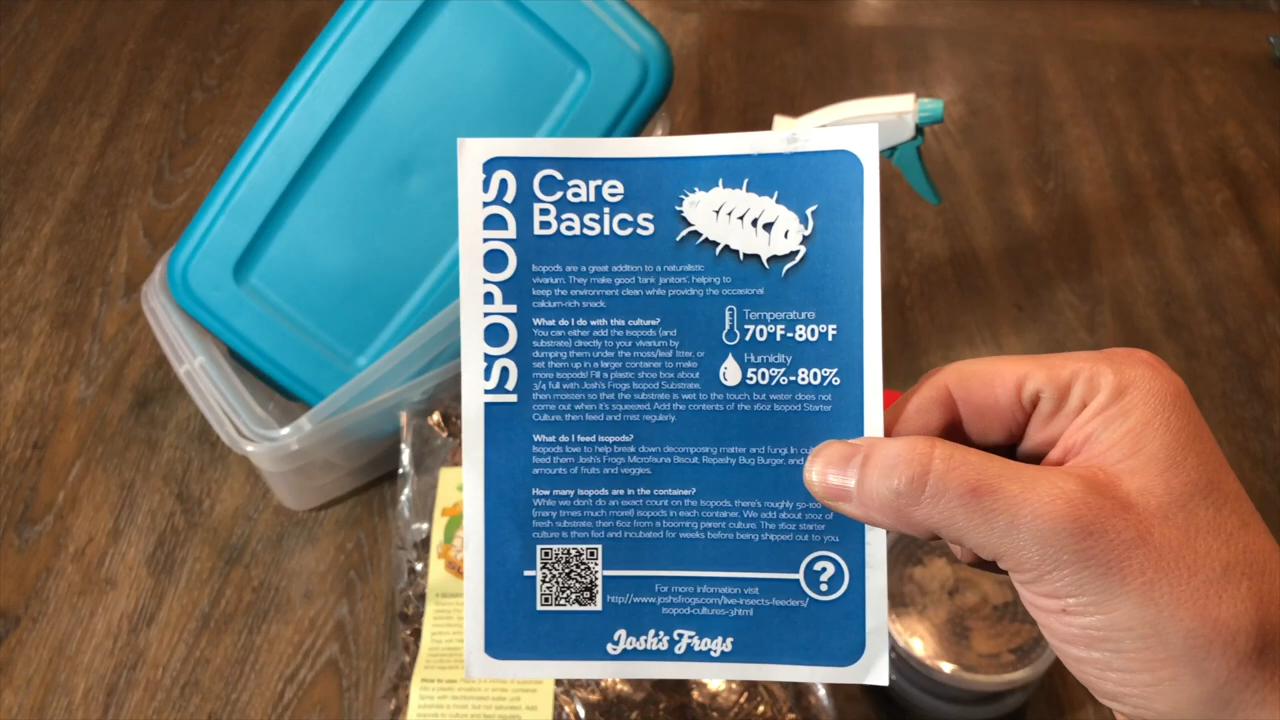 ISOPODS
Care
Basics
Isopods are a great addition to a naturalistic
vivarium. They make good 'tank janitors', helping to
keep the environment clean while providing the occasional
calcium-rich snack.
What do I do with this culture?
You can either add the isopods (and
substrate) directly to your vivarium by
dumping them under the moss/leaf litter, or
set them up in a larger container to make
more isopods! Fill a plastic shoe box about
3/4 full with Josh's Frogs Isopod Substrate,
then moisten so that the substrate is wet to the touch, but water does not
come out when it's squeezed. Add the contents of the 16oz Isopod Starter
Culture, then feed and mist regularly.
Temperature
70°F-80°F
Humidity
50%-80%
What do I feed isopods?
Isopods love to help break down decomposing matter and fungi. In
feed them Josh's Frogs Microfauna Biscuit, Repashy Bug Burger, and
amounts of fruits and veggies.
How many isopods are in the container?
While we don't do an exact count on the isopods, there's roughly 50-100
(many times much more!) isopods in each container. We add about 10oz of
fresh substrate, then 6oz from a booming parent culture. The 16oz starter
culture is then fed and incubated for weeks before being shipped out to you.
?
For more infomation visit
http://www.joshsfrogs.com/live-insects-feeders/
isopod-cultures-3.html
Josh's Frogs
How to use: